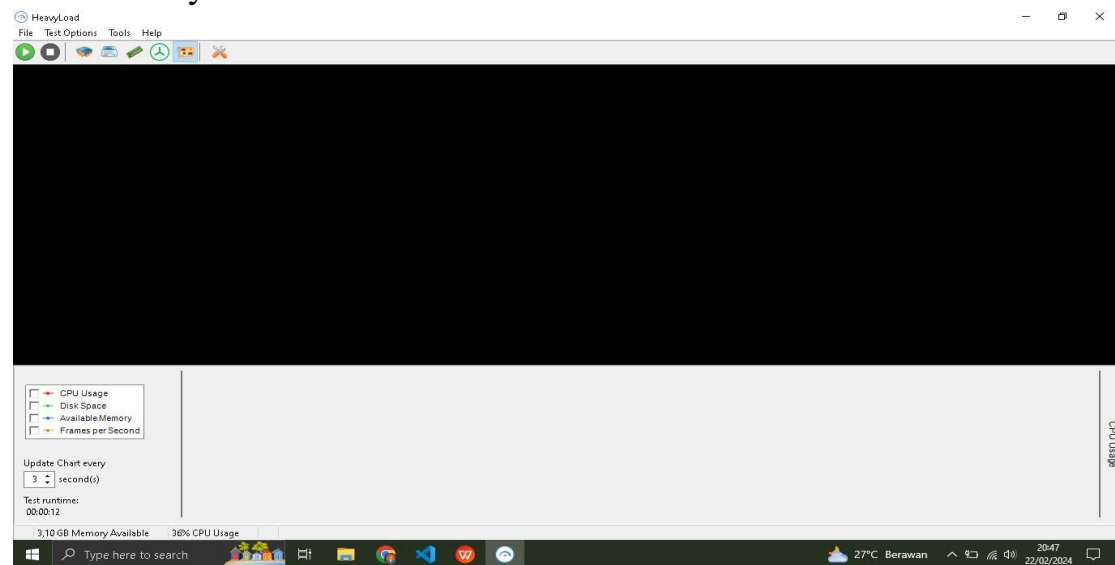 HeavyLoad
File Test Options Tools Help
CPU Usage
Disk Space
Available Memory
Frames per Second
Update Chart every
3 second(s)
Test runtime:
00:00:12
CPU Usage
3,10 GB Memory Available 36% CPU Usage
Type here to search 27°C Berawan 20:47
22/02/2024